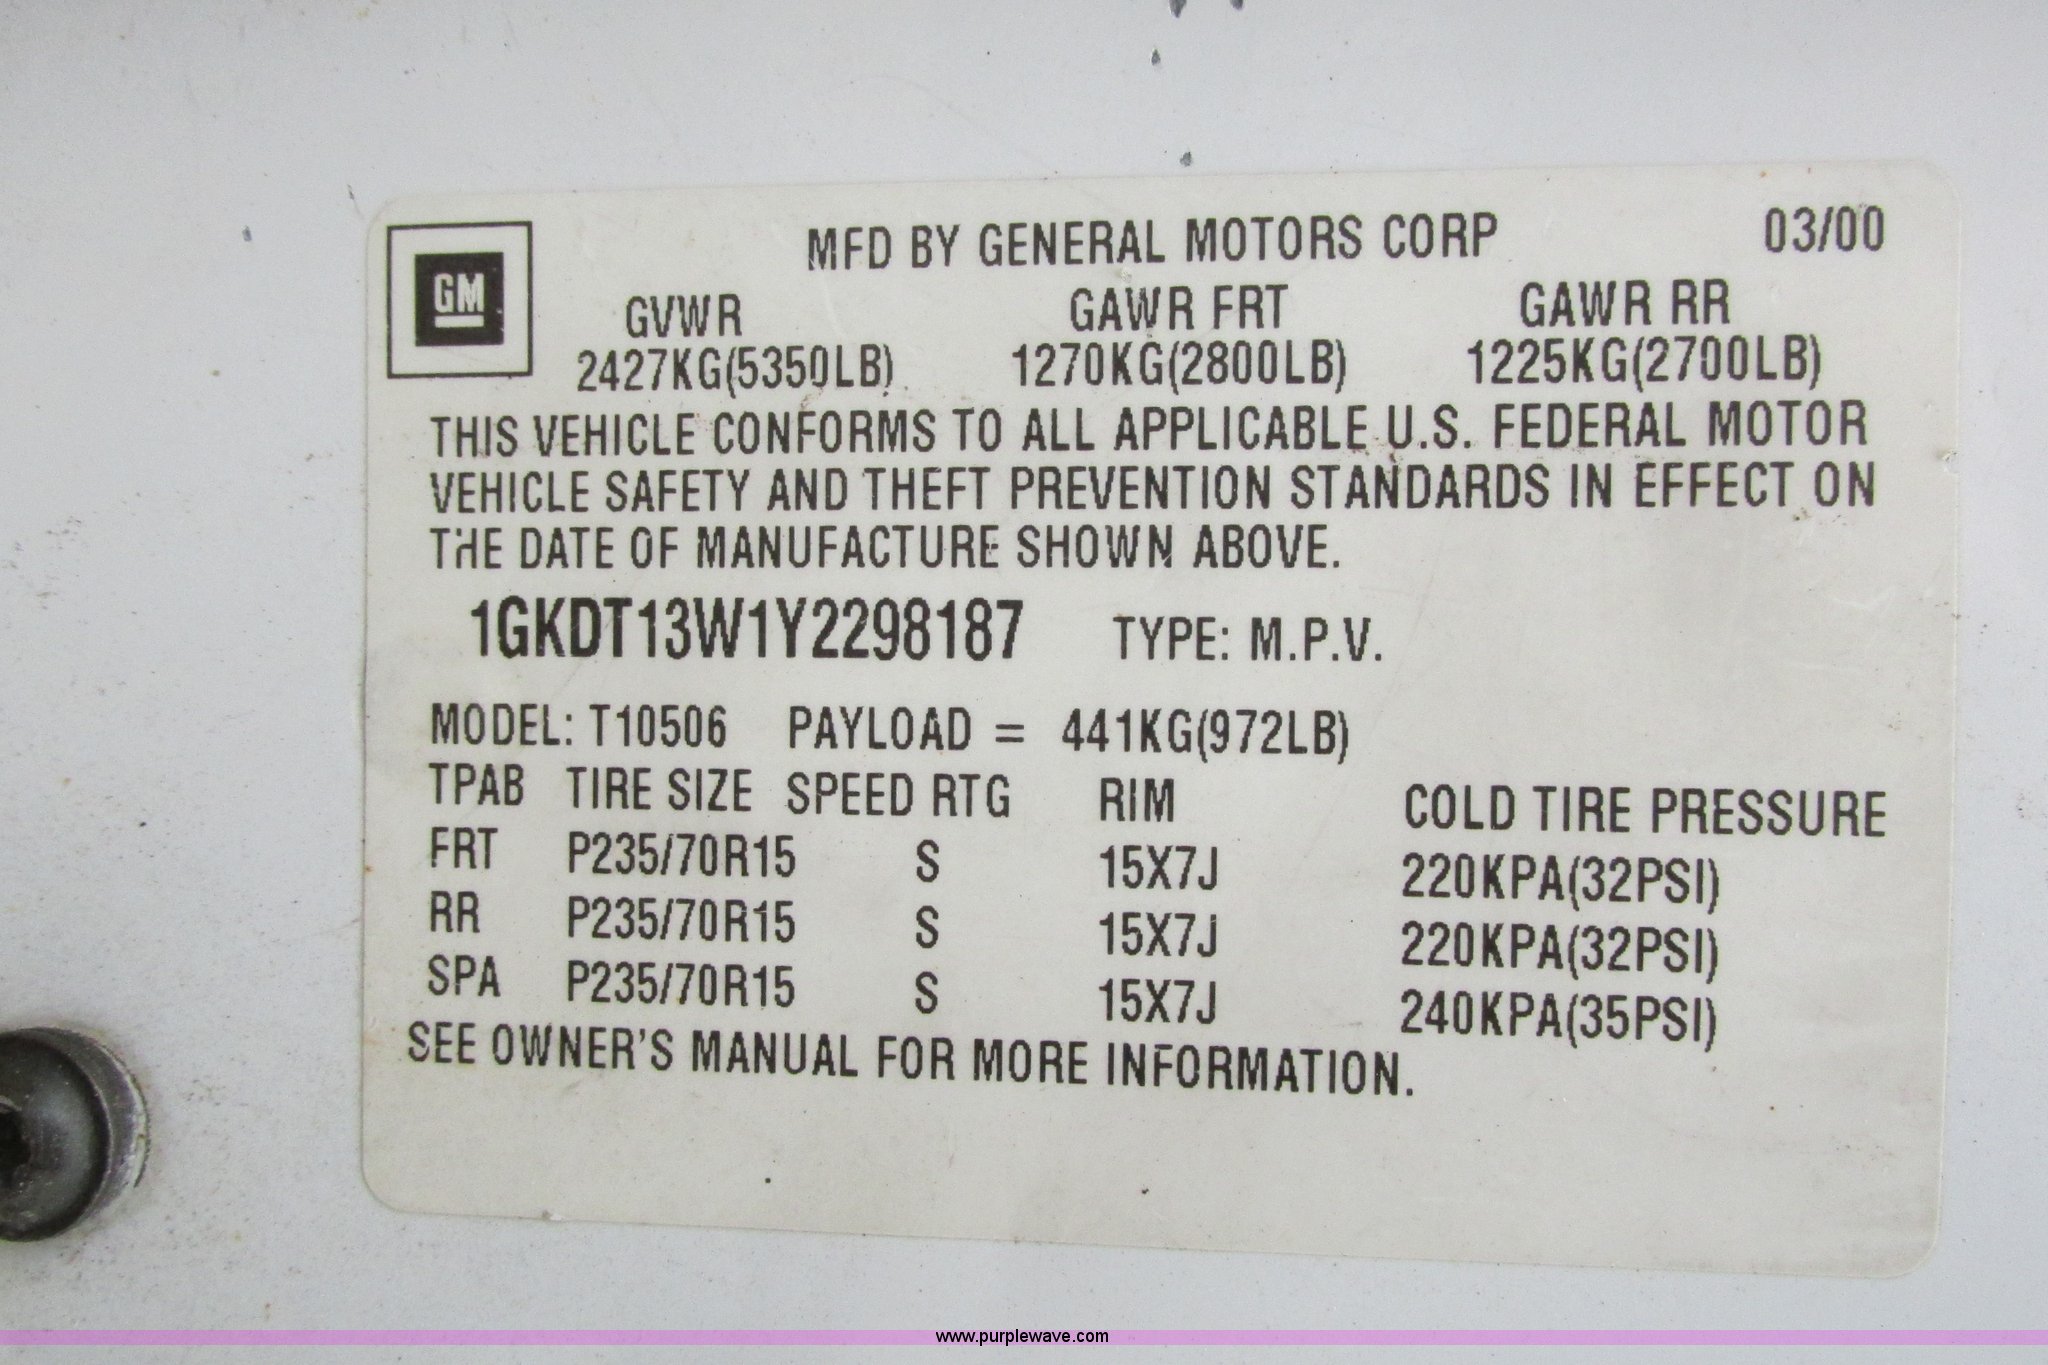 MFD BY GENERAL MOTORS CORP 03/00
GM
GVWR GAWR FRT GAWR RR
2427KG(5350LB) 1270KG(2800LB) 1225KG(2700LB)
THIS VEHICLE CONFORMS TO ALL APPLICABLE U.S. FEDERAL MOTOR
VEHICLE SAFETY AND THEFT PREVENTION STANDARDS IN EFFECT ON
THE DATE OF MANUFACTURE SHOWN ABOVE.
1GKDT13W1Y2298187 TYPE: M.P.V.
MODEL: T10506 PAYLOAD = 441KG(972LB)
TPAB TIRE SIZE SPEED RTG RIM COLD TIRE PRESSURE
FRT P235/70R15 S 15X7J 220KPA(32PSI)
RR P235/70R15 S 15X7J 220KPA(32PSI)
SPA P235/70R15 S 15X7J 240KPA(35PSI)
SEE OWNER'S MANUAL FOR MORE INFORMATION.
www.purplewave.com